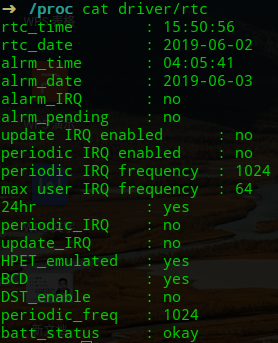 ➜ /proc cat driver/rtc
rtc_time : 15:50:56
rtc_date : 2019-06-02
alrm_time : 04:05:41
alrm_date : 2019-06-03
alarm_IRQ : no
alrm_pending : no
update IRQ enabled : no
periodic IRQ enabled : no
periodic IRQ frequency : 1024
max user IRQ frequency : 64
24hr : yes
periodic_IRQ : no
update_IRQ : no
HPET_emulated : yes
BCD : yes
DST_enable : no
periodic_freq : 1024
batt_status : okay